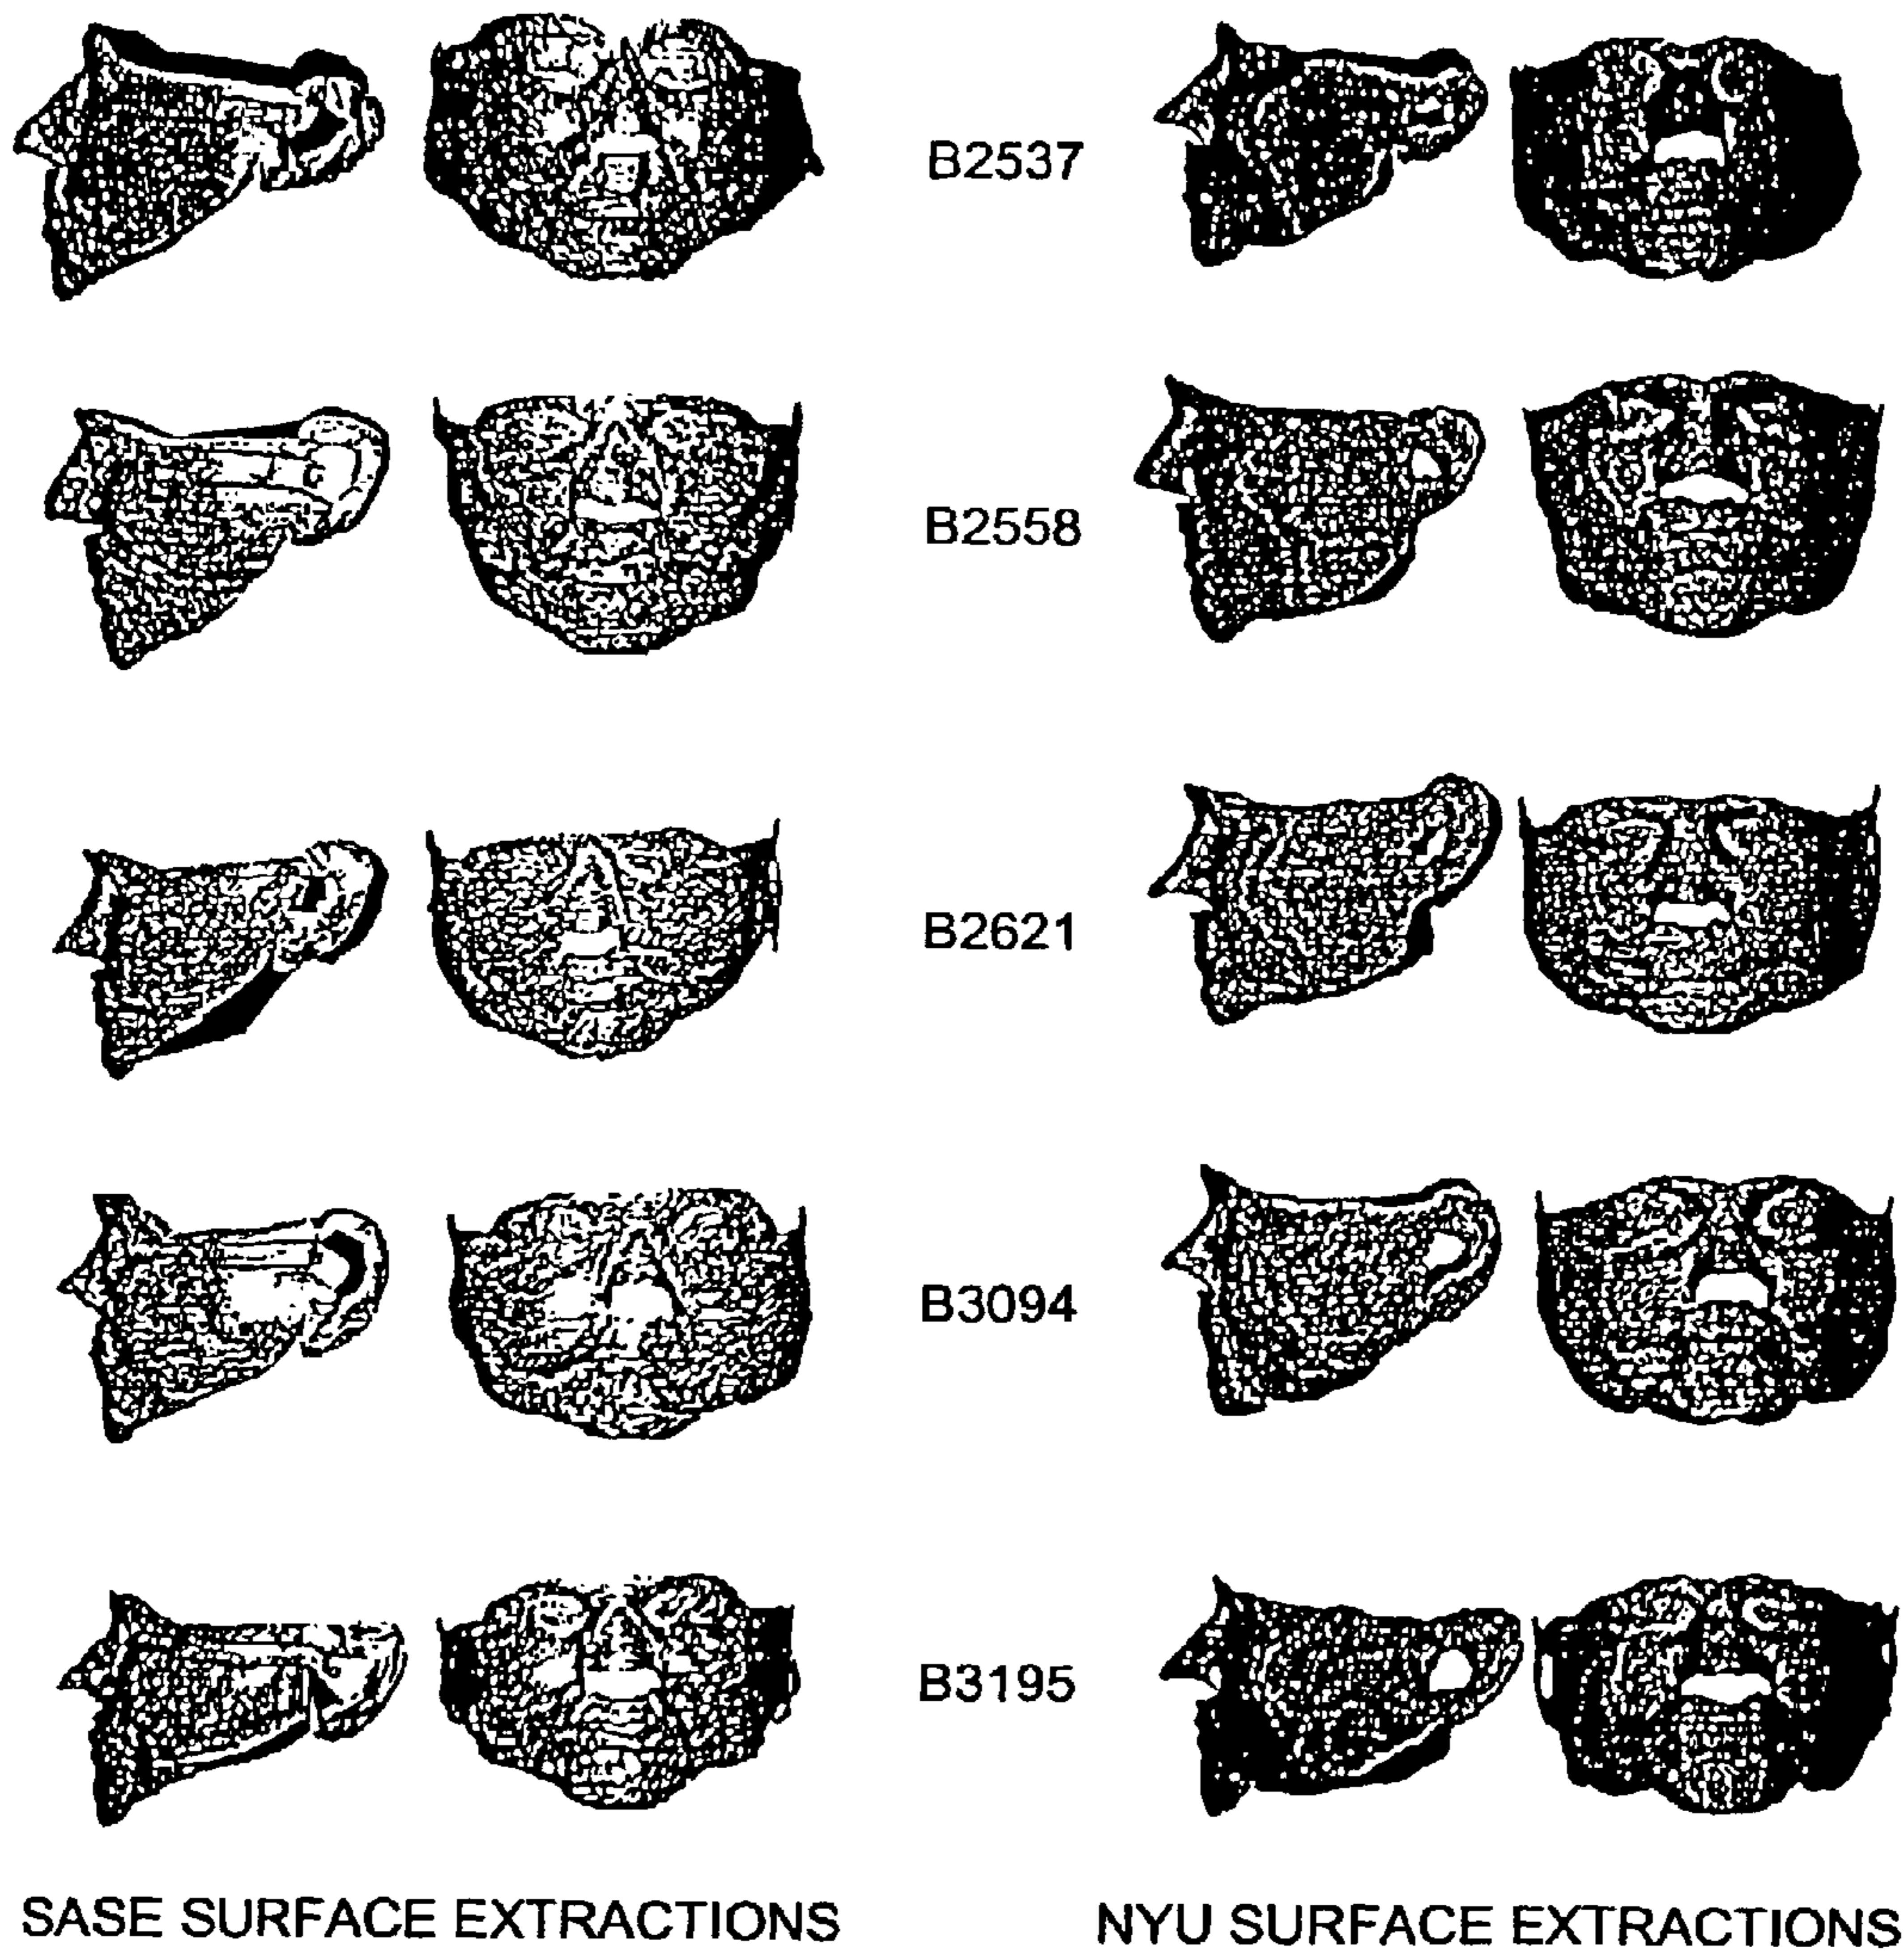 B2537
B2558
B2621
B3094
B3195
SASE SURFACE EXTRACTIONS
NYU SURFACE EXTRACTIONS